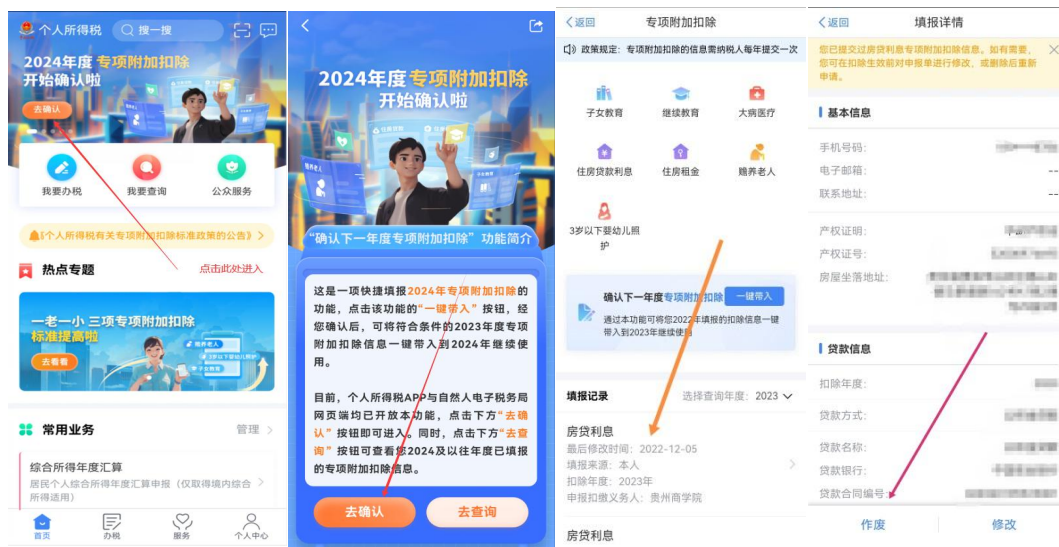 个人所得税
搜一搜
2024年度 专项附加扣除
开始确认啦
去确认
我要办税
我要查询
公众服务
《个人所得税有关专项附加扣除标准政策的公告》 >
热点专题
点击此处进入
一老一小 三项专项附加扣除
标准提高啦
去看看
常用业务
管理 >
综合所得年度汇算
居民个人综合所得年度汇算申报（仅取得境内综合
所得适用）
首页
办税
服务
个人中心
2024年度 专项附加扣除
开始确认啦
“确认下一年度专项附加扣除”功能简介
这是一项快捷填报2024年专项附加扣除的
功能，点击该功能的“一键带入”按钮，经
您确认后，可将符合条件的2023年度专项
附加扣除信息一键带入到2024年继续使
用。
目前，个人所得税APP与自然人电子税务局
网页端均已开放本功能，点击下方“去确
认”按钮即可进入。同时，点击下方“去查
询”按钮可查看您2024及以往年度已填报
的专项附加扣除信息。
去确认
去查询
<返回
专项附加扣除
政策规定：专项附加扣除的信息需纳税人每年提交一次
子女教育
继续教育
大病医疗
住房贷款利息
住房租金
赡养老人
3岁以下婴幼儿照
护
确认下一年度专项附加扣除
一键带入
通过本功能可将您2022年填报的扣除信息一键
带入到2023年继续使用
填报记录
选择查询年度：2023
房贷利息
最后修改时间：2022-12-05
填报来源：本人
扣除年度：2023年
申报扣缴义务人：贵州商学院
房贷利息
<返回
填报详情
您已提交过房贷利息专项附加扣除信息。如有需要，
您可在扣除生效前对申报单进行修改，或删除后重新
申请。
基本信息
手机号码：
电子邮箱： --
联系地址： --
产权证明：
产权证号：
房屋坐落地址：
贷款信息
扣除年度：
贷款方式：
贷款名称：
贷款银行：
贷款合同编号：
作废
修改